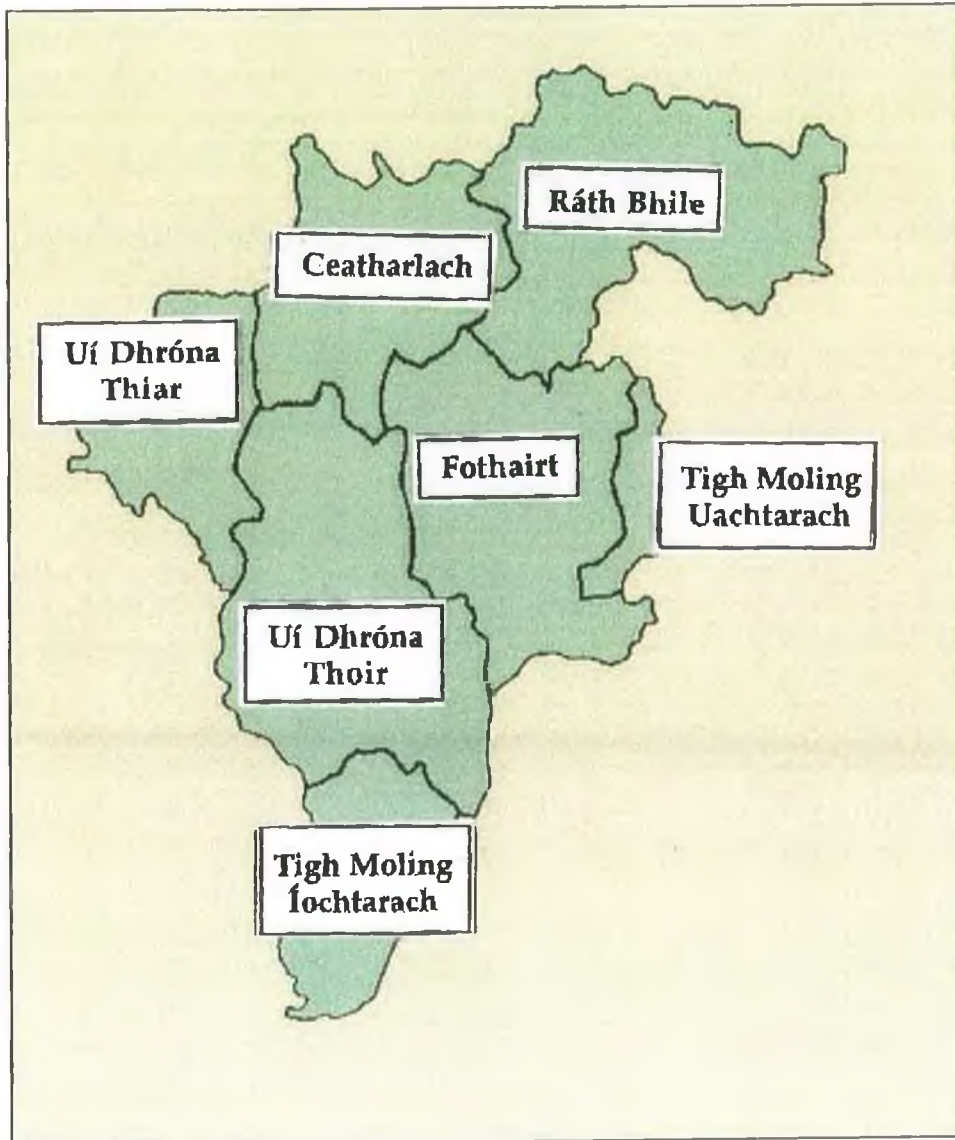 Ráth Bhile
Ceatharlach
Uí Dhróna
Thiar
Fothairt
Tigh Moling
Uachtarach
Uí Dhróna
Thoir
Tigh Moling
Íochtarach